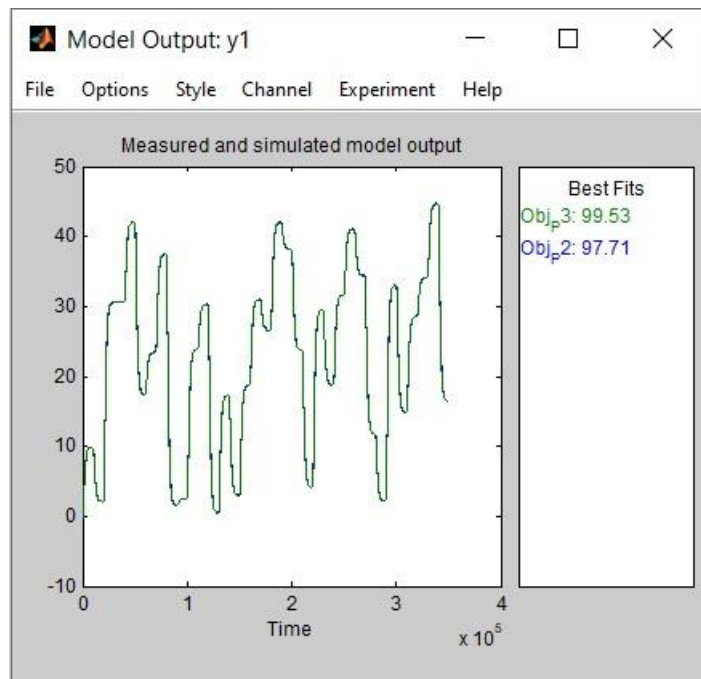 Model Output: y1
File Options Style Channel Experiment Help
Measured and simulated model output
50
40
30
20
10
0
-10
0 1 2 3 4
x 10^5
Time
Best Fits
Obj_p3: 99.53
Obj_p2: 97.71